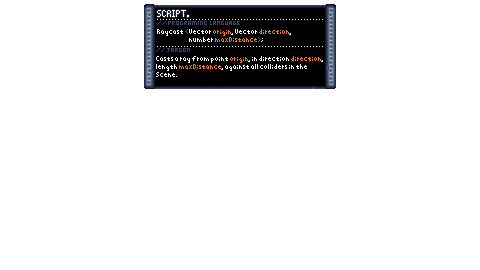 SCRIPT.
// PROGRAMING LANGUAGE
Raycast (Vector origin, Vector direction,
number maxDistance);
// JARGON
Casts a ray from point origin, in direction direction,
length maxDistance, against all colliders in the
Scene.